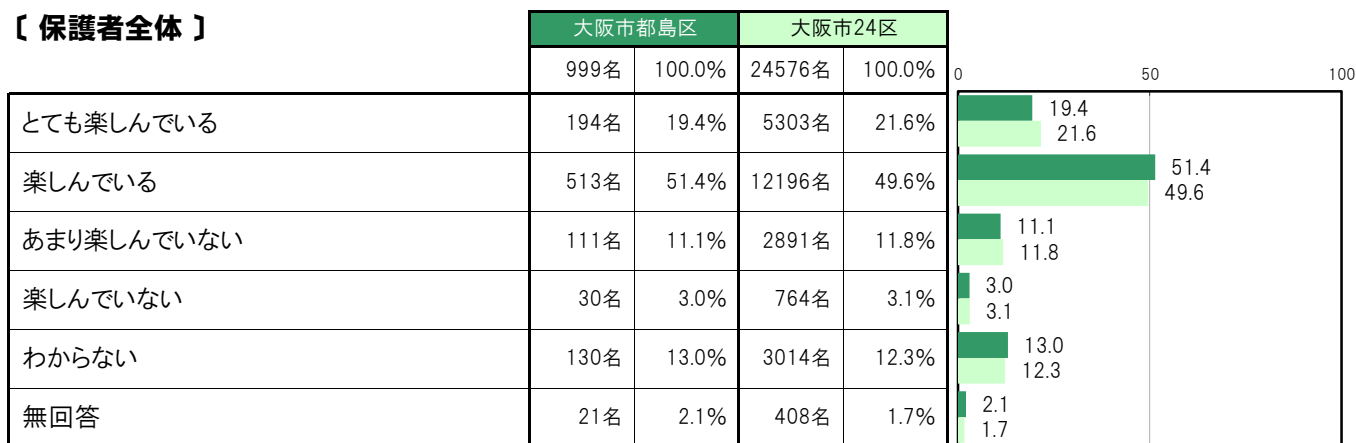 〔 保護者全体 〕
大阪市都島区 大阪市24区
999名 100.0% 24576名 100.0%
0 50 100
とても楽しんでいる 194名 19.4% 5303名 21.6%
19.4
21.6
楽しんでいる 513名 51.4% 12196名 49.6%
51.4
49.6
あまり楽しんでいない 111名 11.1% 2891名 11.8%
11.1
11.8
楽しんでいない 30名 3.0% 764名 3.1%
3.0
3.1
わからない 130名 13.0% 3014名 12.3%
13.0
12.3
無回答 21名 2.1% 408名 1.7%
2.1
1.7